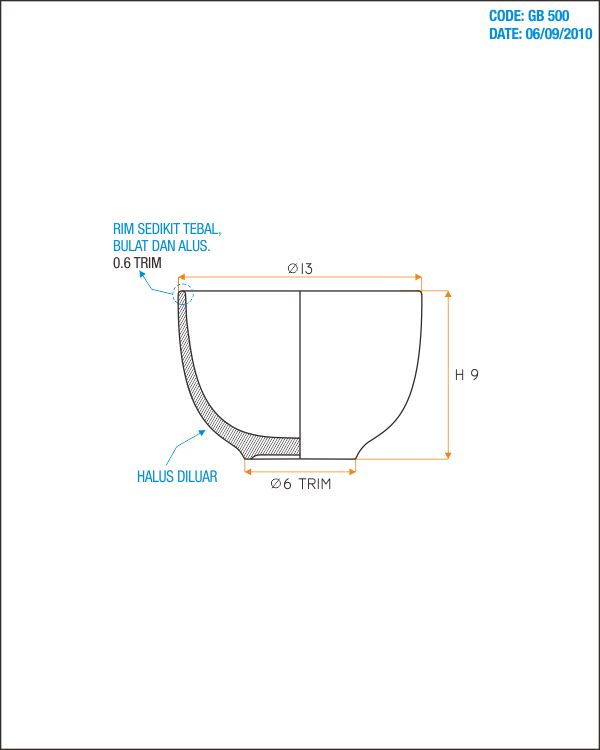 CODE: GB 500
DATE: 06/09/2010
RIM SEDIKIT TEBAL,
BULAT DAN ALUS.
0.6 TRIM
Ø13
H 9
HALUS DILUAR
Ø6 TRIM